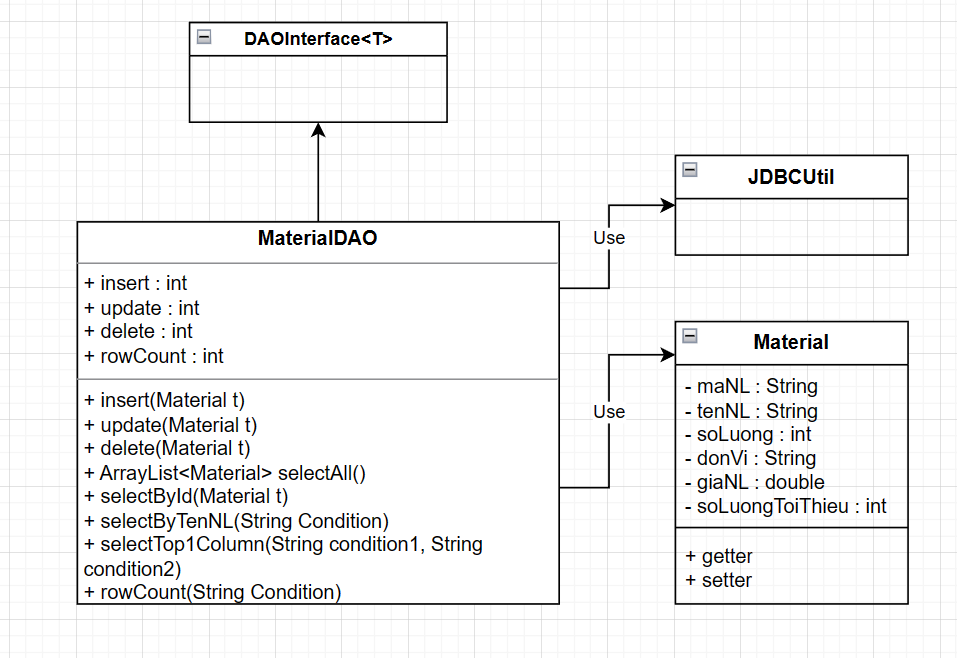 DAOInterface<T>
MaterialDAO
+ insert : int
+ update : int
+ delete : int
+ rowCount : int
+ insert(Material t)
+ update(Material t)
+ delete(Material t)
+ ArrayList<Material> selectAll()
+ selectById(Material t)
+ selectByTenNL(String Condition)
+ selectTop1Column(String condition1, String
condition2)
+ rowCount(String Condition)
Use
JDBCUtil
Use
Material
- maNL : String
- tenNL : String
- soLuong : int
- donVi : String
- giaNL : double
- soLuongToiThieu : int
+ getter
+ setter